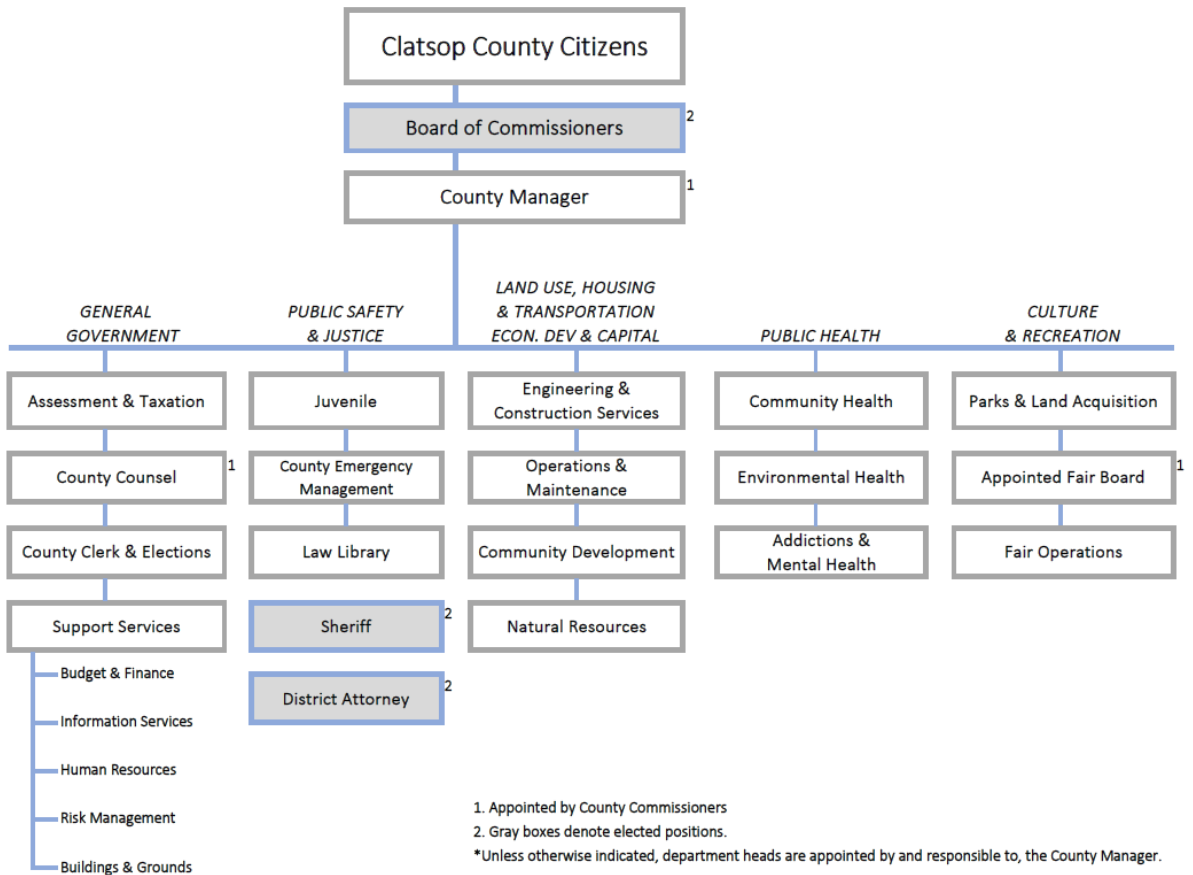 Clatsop County Citizens
Board of Commissioners
2
County Manager
1
GENERAL
GOVERNMENT
PUBLIC SAFETY
& JUSTICE
LAND USE, HOUSING
& TRANSPORTATION
ECON. DEV & CAPITAL
PUBLIC HEALTH
CULTURE
& RECREATION
Assessment & Taxation
County Counsel
1
County Clerk & Elections
Support Services
Budget & Finance
Information Services
Human Resources
Risk Management
Buildings & Grounds
Juvenile
County Emergency
Management
Law Library
Sheriff
2
District Attorney
2
Engineering &
Construction Services
Operations &
Maintenance
Community Development
Natural Resources
Community Health
Environmental Health
Addictions &
Mental Health
Parks & Land Acquisition
Appointed Fair Board
1
Fair Operations
1. Appointed by County Commissioners
2. Gray boxes denote elected positions.
*Unless otherwise indicated, department heads are appointed by and responsible to, the County Manager.